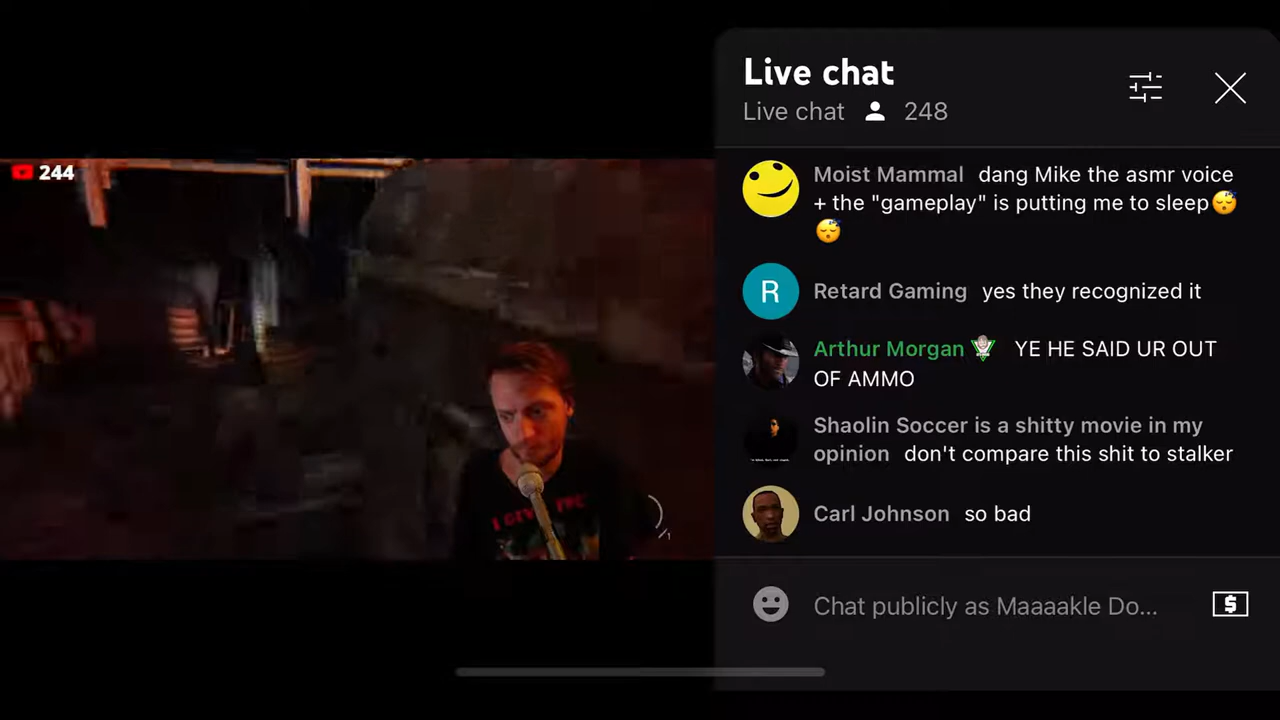 Live chat
Live chat 248
244
Moist Mammal dang Mike the asmr voice
+ the "gameplay" is putting me to sleep😴
😴
R
Retard Gaming yes they recognized it
Arthur Morgan YE HE SAID UR OUT
OF AMMO
Shaolin Soccer is a shitty movie in my
opinion don't compare this shit to stalker
Carl Johnson so bad
Chat publicly as Maaaakle Do...
$